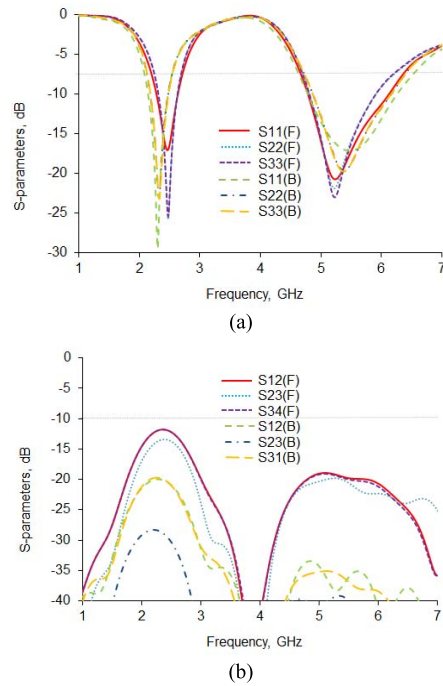 0
-5
-10
-15
-20
-25
-30
S-parameters, dB
S11(F)
S22(F)
S33(F)
S11(B)
S22(B)
S33(B)
1 2 3 4 5 6 7
Frequency, GHz
(a)
0
-5
-10
-15
20
25
30
35
40
S-parameters, dB
S12(F)
S23(F)
S34(F)
S12(B)
S23(B)
S31(B)
1 2 3 4 5 6 7
Frequency, GHz
(b)